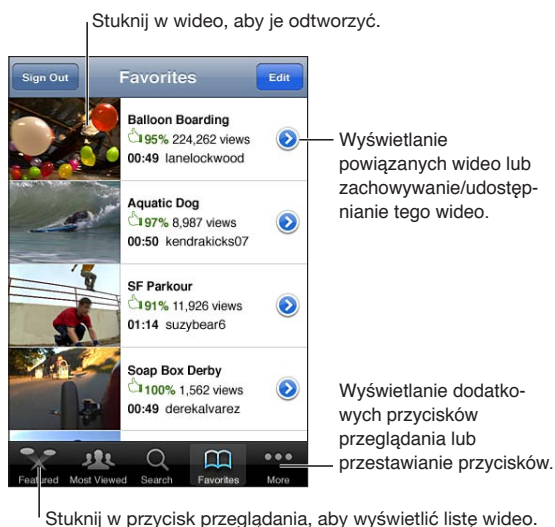 Stuknij w wideo, aby je odtworzyć.
Sign Out
Favorites
Edit
Balloon Boarding
95% 224,262 views
00:49 lanelockwood
Wyświetlanie
powiązanych wideo lub
zachowywanie/udostęp-
nianie tego wideo.
Aquatic Dog
97% 8,987 views
00:50 kendrakicks07
SF Parkour
91% 11,926 views
01:14 suzybear6
Soap Box Derby
100% 1,562 views
00:49 derekalvarez
Wyświetlanie dodatko-
wych przycisków
przeglądania lub
przestawianie przycisków.
Featured
Most Viewed
Search
Favorites
More
Stuknij w przycisk przeglądania, aby wyświetlić listę wideo.